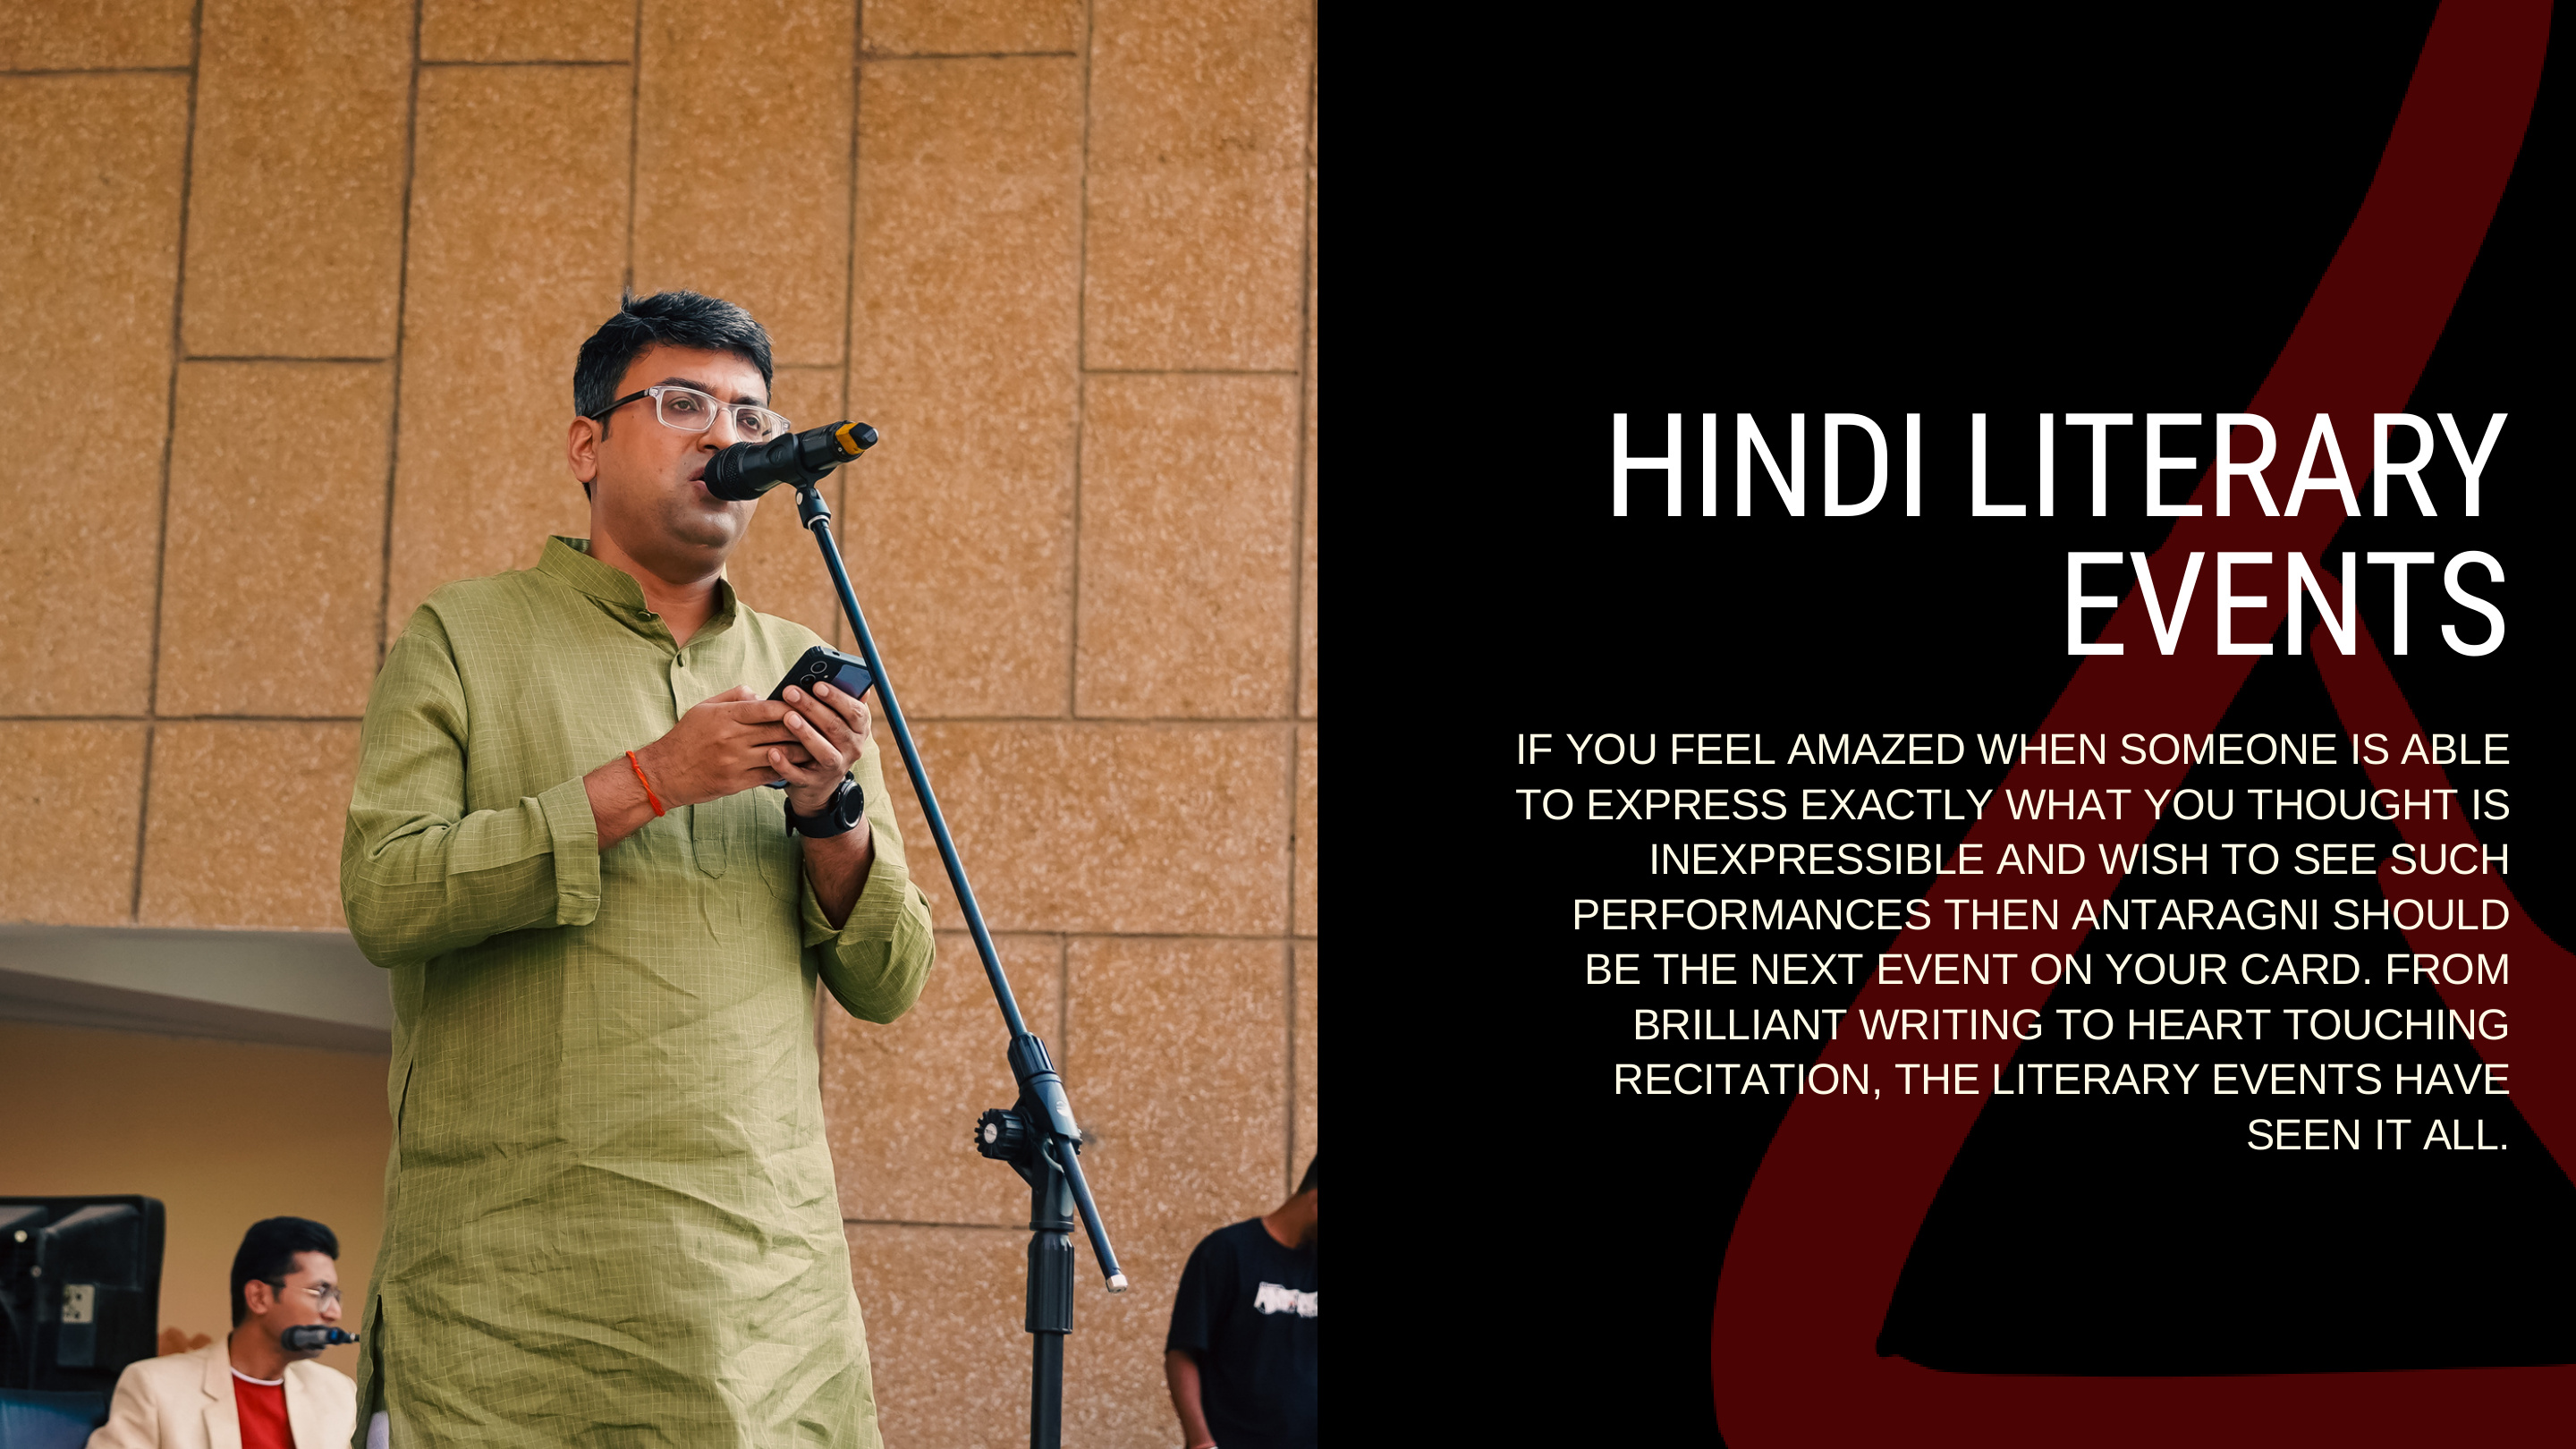 HINDI LITERARY
EVENTS
IF YOU FEEL AMAZED WHEN SOMEONE IS ABLE
TO EXPRESS EXACTLY WHAT YOU THOUGHT IS
INEXPRESSIBLE AND WISH TO SEE SUCH
PERFORMANCES THEN ANTARAGNI SHOULD
BE THE NEXT EVENT ON YOUR CARD. FROM
BRILLIANT WRITING TO HEART TOUCHING
RECITATION, THE LITERARY EVENTS HAVE
SEEN IT ALL.